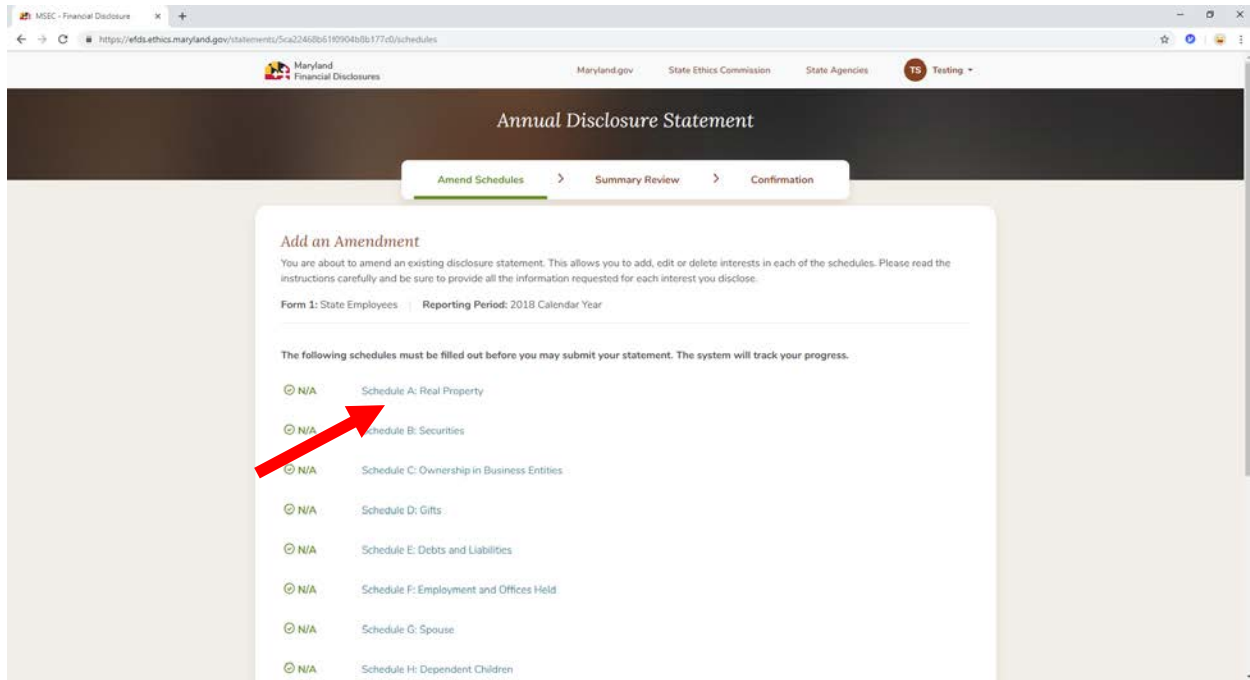 MSEC - Financial Disclosure
https://efds.ethics.maryland.gov/statements/5ca22468b61f0904b8b177c0/schedules
Maryland
Financial Disclosures
Maryland.gov State Ethics Commission State Agencies TS Testing
Annual Disclosure Statement
Amend Schedules > Summary Review > Confirmation
Add an Amendment
You are about to amend an existing disclosure statement. This allows you to add, edit or delete interests in each of the schedules. Please read the
instructions carefully and be sure to provide all the information requested for each interest you disclose.
Form 1: State Employees | Reporting Period: 2018 Calendar Year
The following schedules must be filled out before you may submit your statement. The system will track your progress.
N/A Schedule A: Real Property
N/A Schedule B: Securities
N/A Schedule C: Ownership in Business Entities
N/A Schedule D: Gifts
N/A Schedule E: Debts and Liabilities
N/A Schedule F: Employment and Offices Held
N/A Schedule G: Spouse
N/A Schedule H: Dependent Children